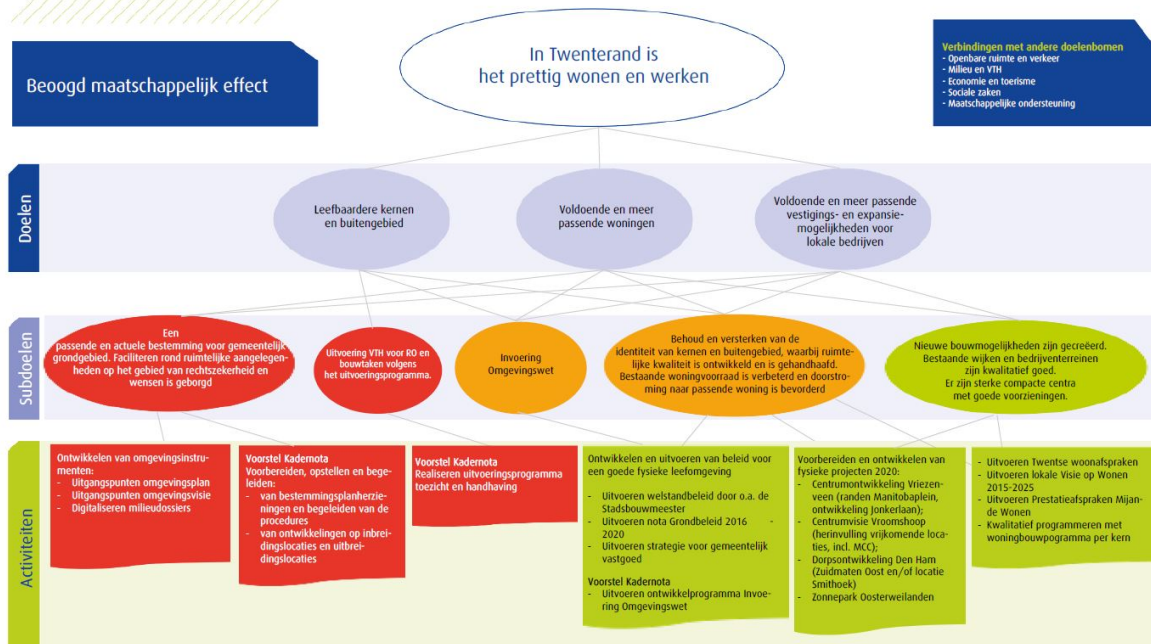 Beoogd maatschappelijk effect
In Twenterand is
het prettig wonen en werken
Verbindingen met andere doelenbomen
- Openbare ruimte en verkeer
- Milieu en VTH
- Economie en toerisme
- Sociale zaken
- Maatschappelijke ondersteuning
Doelen
Leefbaardere kernen
en buitengebied
Voldoende en meer
passende woningen
Voldoende en meer passende
vestigings- en expansie-
mogelijkheden voor
lokale bedrijven
Subdoelen
Een
passende en actuele bestemming voor gemeentelijk
grondgebied. Faciliteren rond ruimtelijke aangelegen-
heden op het gebied van rechtszekerheid en
wensen is geborgd
Uitvoering VTH voor RO en
bouwtaken volgens
het uitvoeringsprogramma.
Invoering
Omgevingswet
Behoud en versterken van de
identiteit van kernen en buitengebied, waarbij ruimte-
lijke kwaliteit is ontwikkeld en is gehandhaafd.
Bestaande woningvoorraad is verbeterd en doorstro-
ming naar passende woning is bevorderd
Nieuwe bouwmogelijkheden zijn gecreëerd.
Bestaande wijken en bedrijventerreinen
zijn kwalitatief goed.
Er zijn sterke compacte centra
met goede voorzieningen.
Activiteiten
Ontwikkelen van omgevingsinstru-
menten:
- Uitgangspunten omgevingsplan
- Uitgangspunten omgevingsvisie
- Digitaliseren milieudossiers
Voorstel Kadernota
Voorbereiden, opstellen en bege-
leiden:
- van bestemmingsplanherzie-
ningen en begeleiden van de
procedures
- van ontwikkelingen op inbrei-
dingslocaties en uitbrei-
dingslocaties
Voorstel Kadernota
Realiseren uitvoeringsprogramma
toezicht en handhaving
Ontwikkelen en uitvoeren van beleid voor
een goede fysieke leefomgeving
- Uitvoeren welstandbeleid door o.a. de
Stadsbouwmeester
- Uitvoeren nota Grondbeleid 2016 -
2020
- Uitvoeren strategie voor gemeentelijk
vastgoed
Voorstel Kadernota
- Uitvoeren ontwikkelprogramma Invoe-
ring Omgevingswet
Voorbereiden en ontwikkelen van
fysieke projecten 2020:
- Centrumontwikkeling Vriezen-
veen (randen Manitobaplein,
ontwikkeling Jonkerlaan);
- Centrumvisie Vroomshoop
(herinvulling vrijkomende loca-
ties, incl. MCC);
- Dorpsontwikkeling Den Ham
(Zuidmaten Oost en/of locatie
Smithoek)
- Zonnepark Oosterweilanden
- Uitvoeren Twentse woonafspraken
- Uitvoeren lokale Visie op Wonen
2015-2025
- Uitvoeren Prestatieafspraken Mijan-
de Wonen
- Kwalitatief programmeren met
woningbouwpogramma per kern